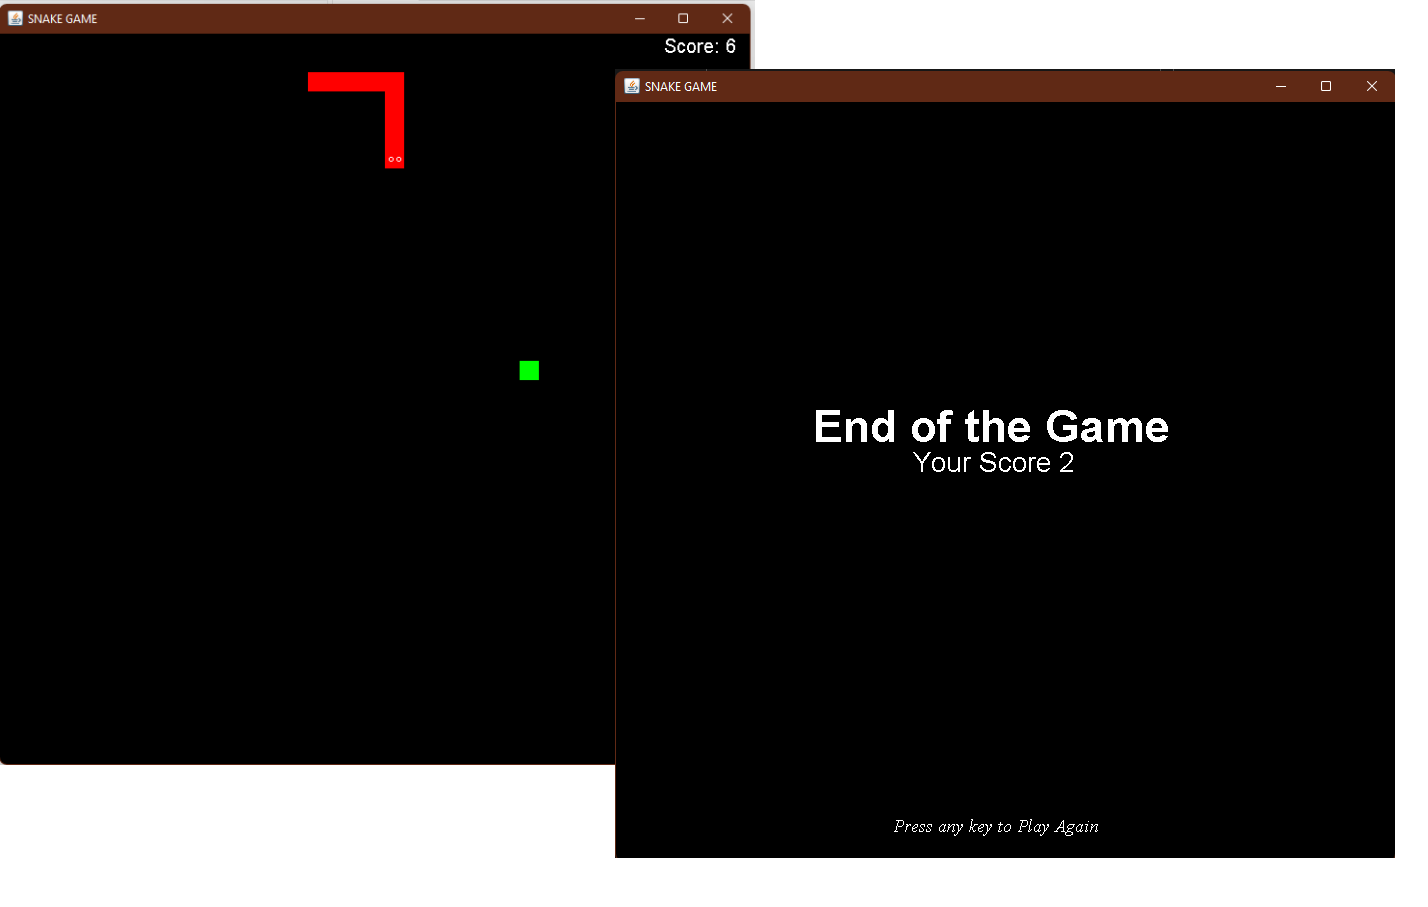 SNAKE GAME
Score: 6
SNAKE GAME
End of the Game
Your Score 2
Press any key to Play Again